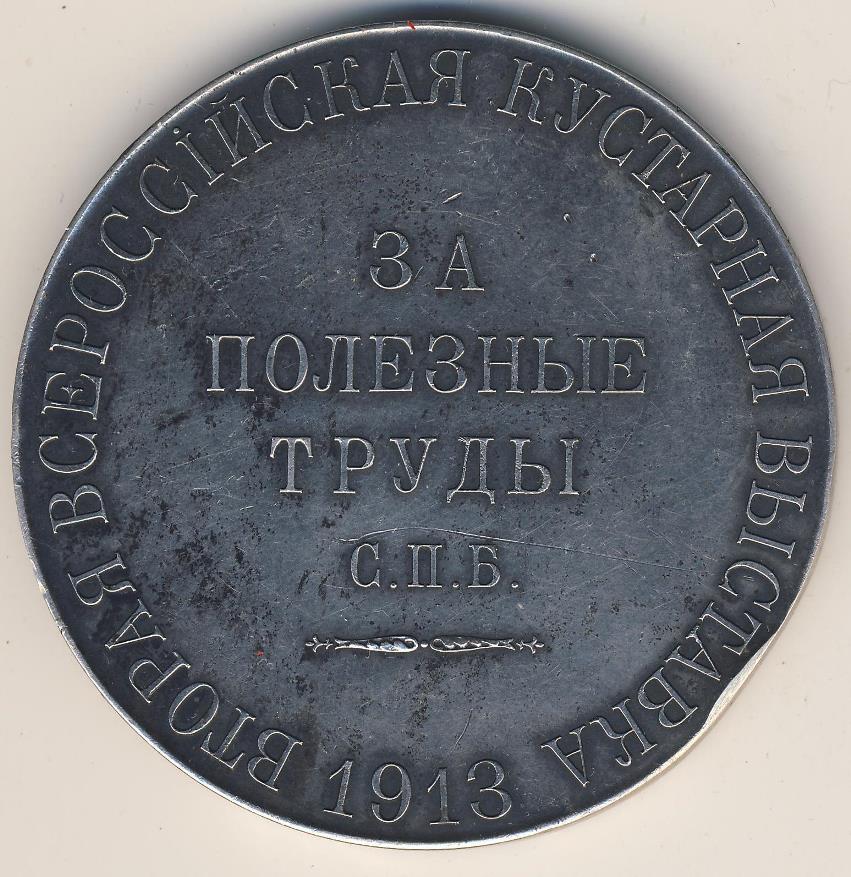 ВТОРАЯ ВСЕРОССІЙСКАЯ КУСТАРНАЯ ВЫСТАВКА
ЗА
ПОЛЕЗНЫЕ
ТРУДЫ
С.П.Б.
1913